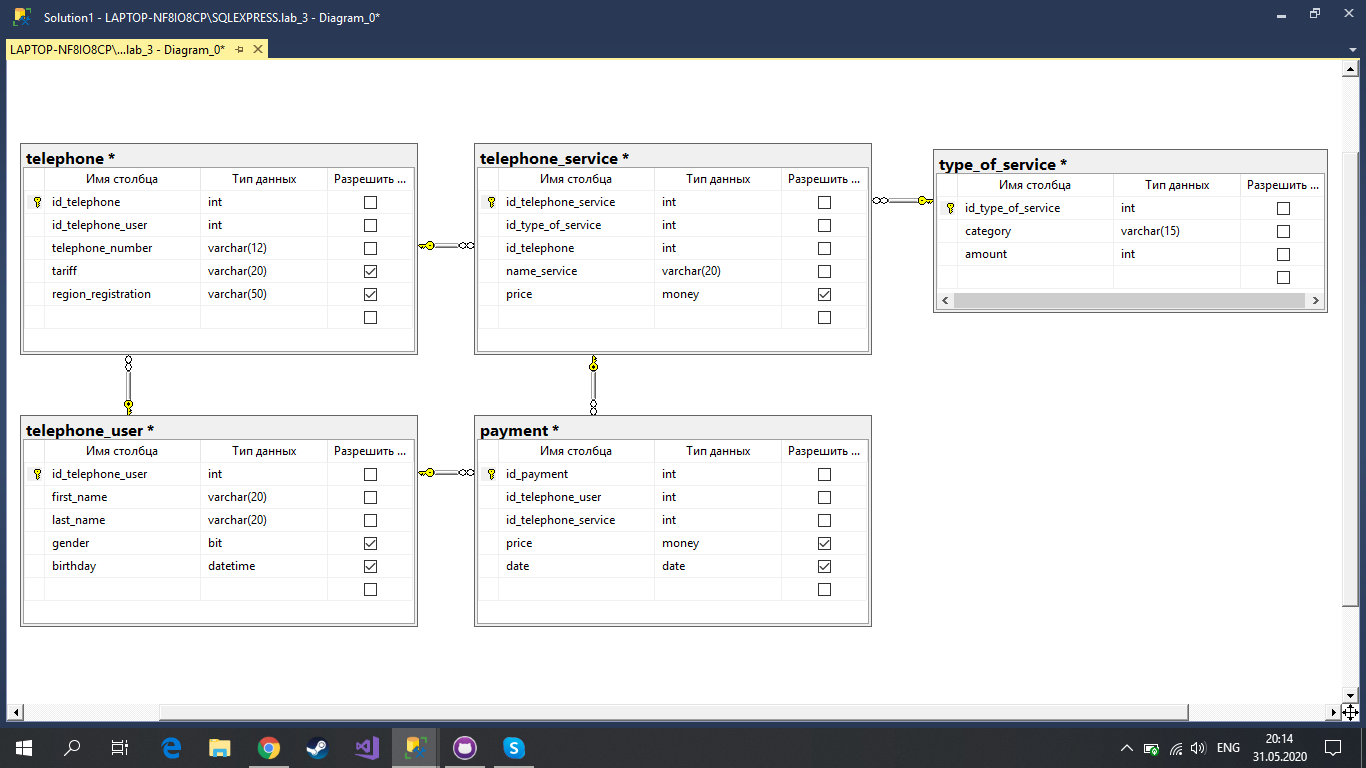 Solution1 - LAPTOP-NF8IO8CP\SQLEXPRESS.lab_3 - Diagram_0*
LAPTOP-NF8IO8CP\...lab_3 - Diagram_0*
telephone *
Имя столбца Тип данных Разрешить ...
id_telephone int
id_telephone_user int
telephone_number varchar(12)
tariff varchar(20)
region_registration varchar(50)
telephone_service *
Имя столбца Тип данных Разрешить ...
id_telephone_service int
id_type_of_service int
id_telephone int
name_service varchar(20)
price money
type_of_service *
Имя столбца Тип данных Разрешить ...
id_type_of_service int
category varchar(15)
amount int
telephone_user *
Имя столбца Тип данных Разрешить ...
id_telephone_user int
first_name varchar(20)
last_name varchar(20)
gender bit
birthday datetime
payment *
Имя столбца Тип данных Разрешить ...
id_payment int
id_telephone_user int
id_telephone_service int
price money
date date
ENG
20:14
31.05.2020